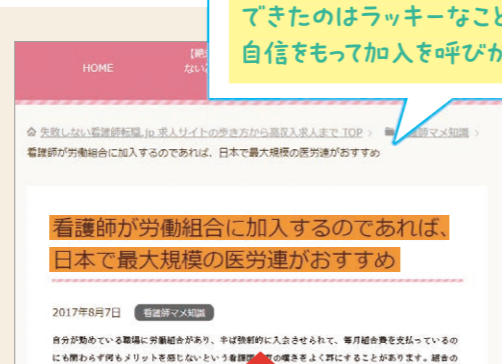 できたのはラッキーなこと
自信をもって加入を呼びか
HOME
失敗しない看護師転職.jp 求人サイトの歩き方から高収入求人まで TOP > 師マメ知識 >
看護師が労働組合に加入するのであれば、日本で最大規模の医労連がおすすめ
看護師が労働組合に加入するのであれば、
日本で最大規模の医労連がおすすめ
2017年8月7日 看護師マメ知識
自分が勤めている職場に労働組合があり、半ば強制的に入会させられて、毎月組合費を支払っているの
にも関わらず何もメリットを感じないという看護師の嘆きをよく耳にすることがあります。組合の